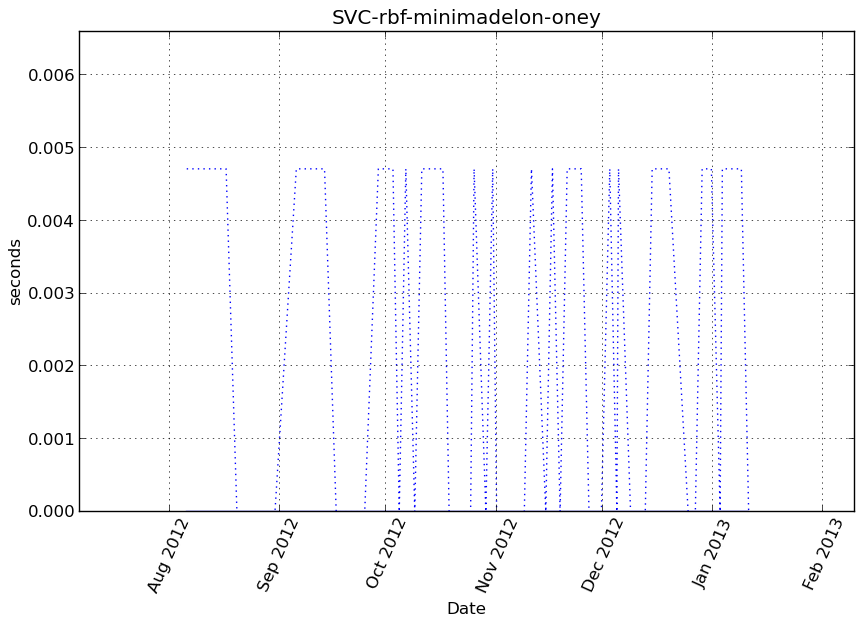 SVC-rbf-minimadelon-oney
0.006
0.005
0.004
0.003
0.002
0.001
0.000
seconds
Aug 2012
Sep 2012
Oct 2012
Nov 2012
Dec 2012
Jan 2013
Feb 2013
Date